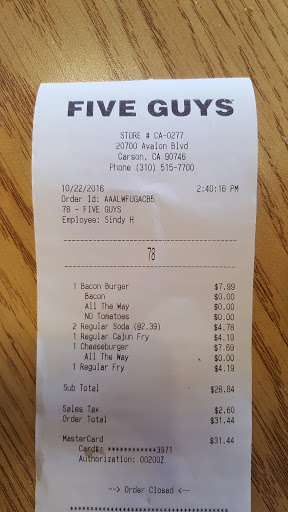 FIVE GUYS
STORE # CA-0277
20700 Avalon Blvd
Carson, CA 90746
Phone (310) 515-7700
10/22/2016 2:40:16 PM
Order Id: AAALWFUGACB5
78 - FIVE GUYS
Employee: Sindy H
78
1 Bacon Burger $7.99
Bacon $0.00
All The Way $0.00
NO Tomatoes $0.00
2 Regular Soda (@2.39) $4.78
1 Regular Cajun Fry $4.19
1 Cheeseburger $7.69
All The Way $0.00
1 Regular Fry $4.19
Sub Total $28.84
Sales Tax $2.60
Order Total $31.44
MasterCard $31.44
Card#: ************3971
Authorization: 00200Z
--> Order Closed <--